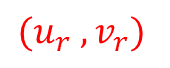 (u_r , v_r)